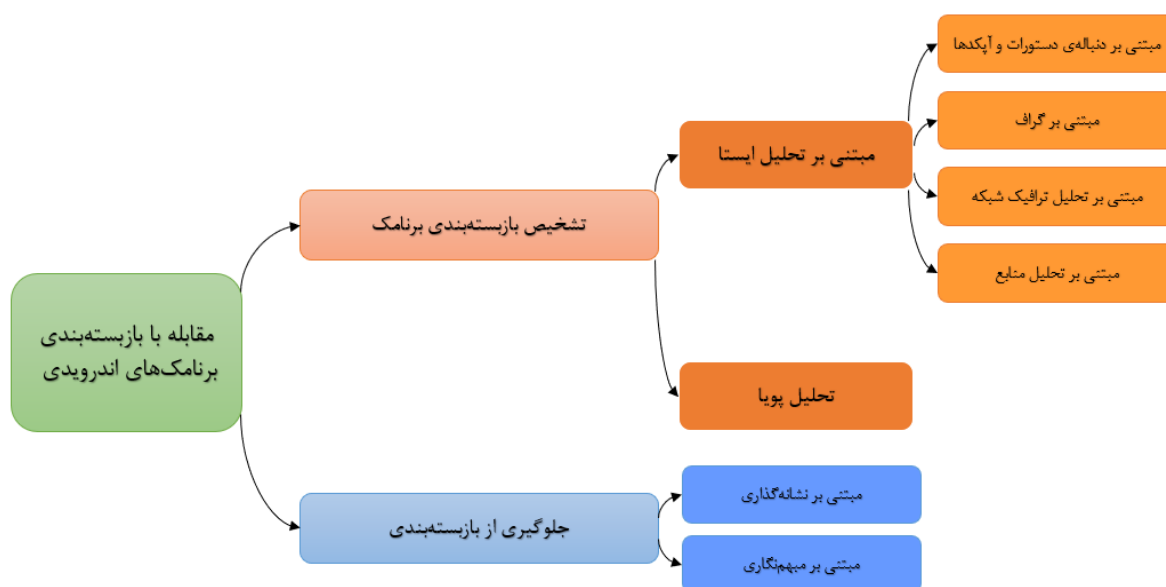 مبتنی بر دنباله‌ی دستورات و آپکدها
مبتنی بر گراف
مبتنی بر تحلیل ایستا
مبتنی بر تحلیل ترافیک شبکه
تشخیص بازبسته‌بندی برنامک
مبتنی بر تحلیل منابع
مقابله با بازبسته‌بندی
برنامک‌های اندرویدی
تحلیل پویا
مبتنی بر نشانه‌گذاری
جلوگیری از بازبسته‌بندی
مبتنی بر مبهم‌نگاری